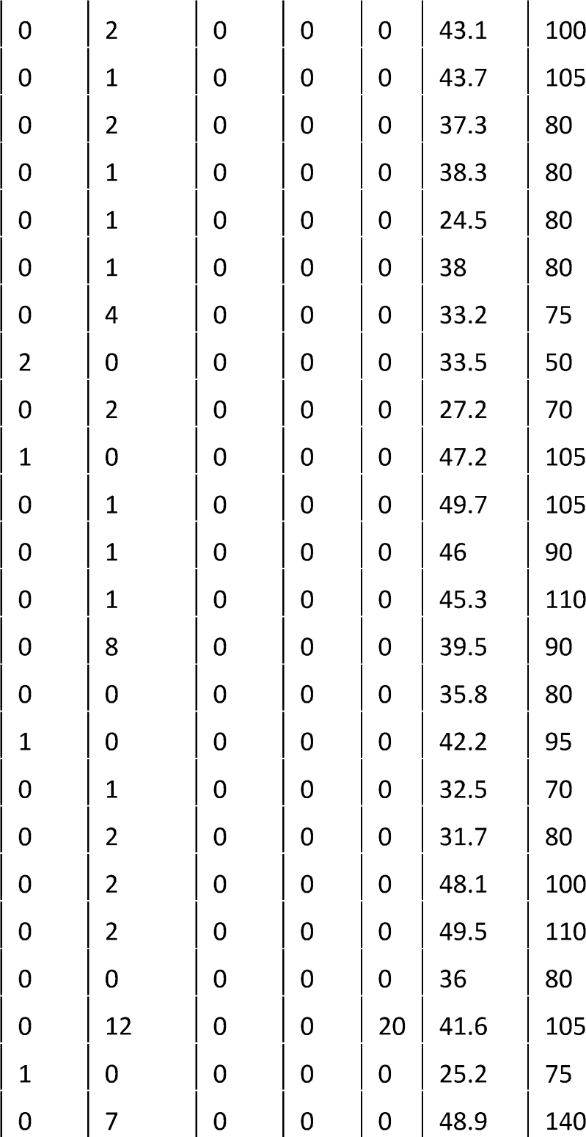 0 2 0 0 0 43.1 100
0 1 0 0 0 43.7 105
0 2 0 0 0 37.3 80
0 1 0 0 0 38.3 80
0 1 0 0 0 24.5 80
0 1 0 0 0 38 80
0 4 0 0 0 33.2 75
2 0 0 0 0 33.5 50
0 2 0 0 0 27.2 70
1 0 0 0 0 47.2 105
0 1 0 0 0 49.7 105
0 1 0 0 0 46 90
0 1 0 0 0 45.3 110
0 8 0 0 0 39.5 90
0 0 0 0 0 35.8 80
1 0 0 0 0 42.2 95
0 1 0 0 0 32.5 70
0 2 0 0 0 31.7 80
0 2 0 0 0 48.1 100
0 2 0 0 0 49.5 110
0 0 0 0 0 36 80
0 12 0 0 20 41.6 105
1 0 0 0 0 25.2 75
0 7 0 0 0 48.9 140